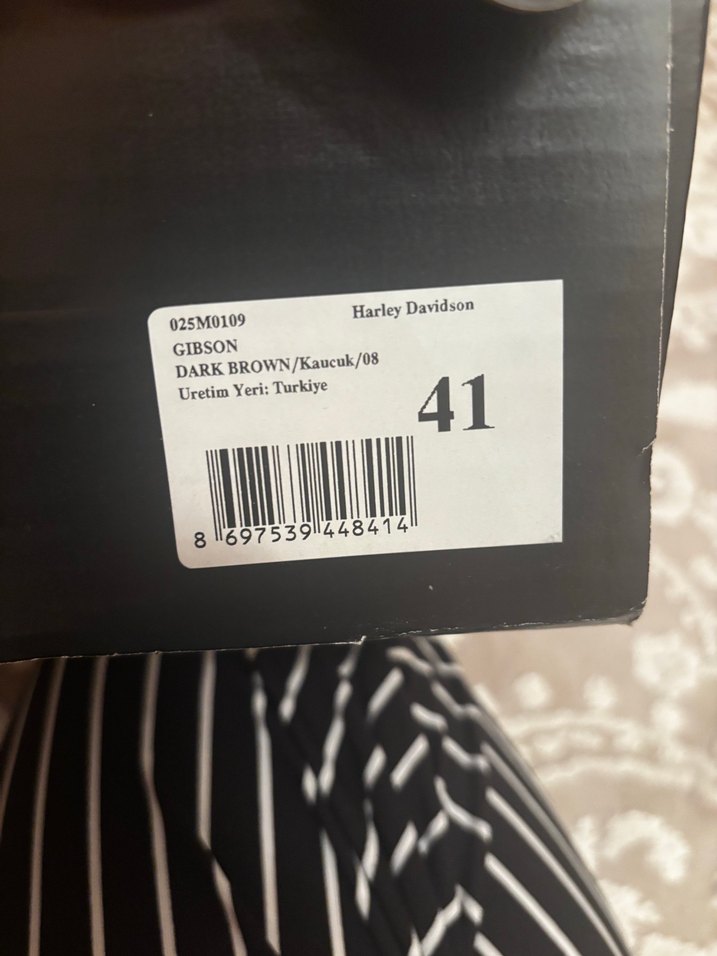 025M0109 Harley Davidson
GIBSON
DARK BROWN/Kaucuk/08
Uretim Yeri: Turkiye
41
8 697539 448414